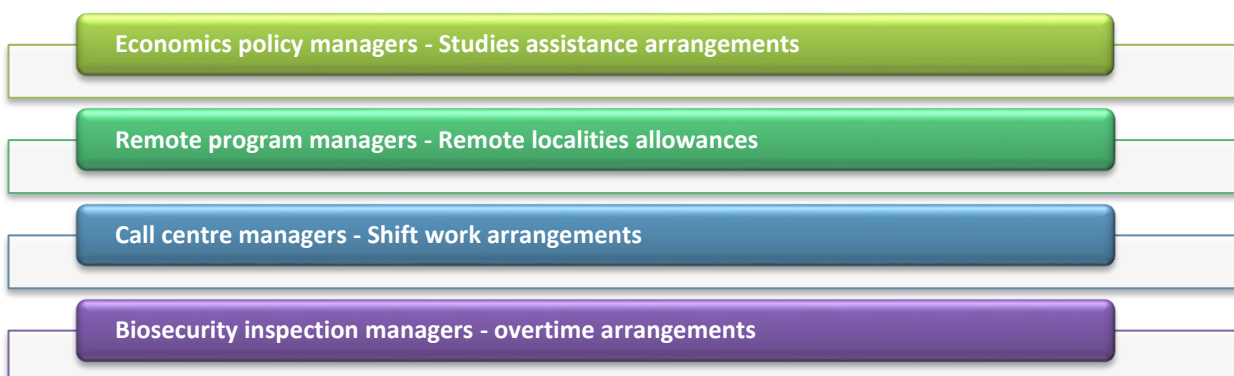 Economics policy managers - Studies assistance arrangements
Remote program managers - Remote localities allowances
Call centre managers - Shift work arrangements
Biosecurity inspection managers - overtime arrangements